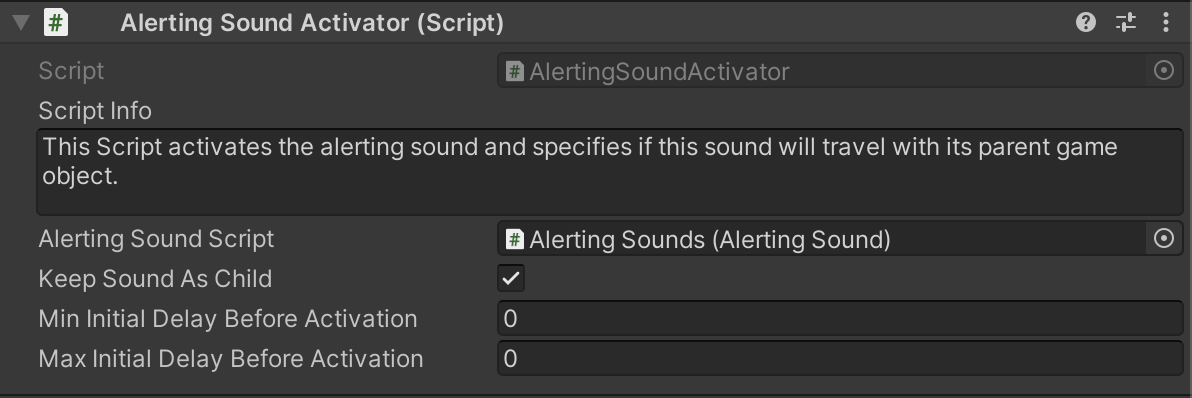 Alerting Sound Activator (Script)
Script
AlertingSoundActivator
Script Info
This Script activates the alerting sound and specifies if this sound will travel with its parent game
object.
Alerting Sound Script
Alerting Sounds (Alerting Sound)
Keep Sound As Child
Min Initial Delay Before Activation
0
Max Initial Delay Before Activation
0